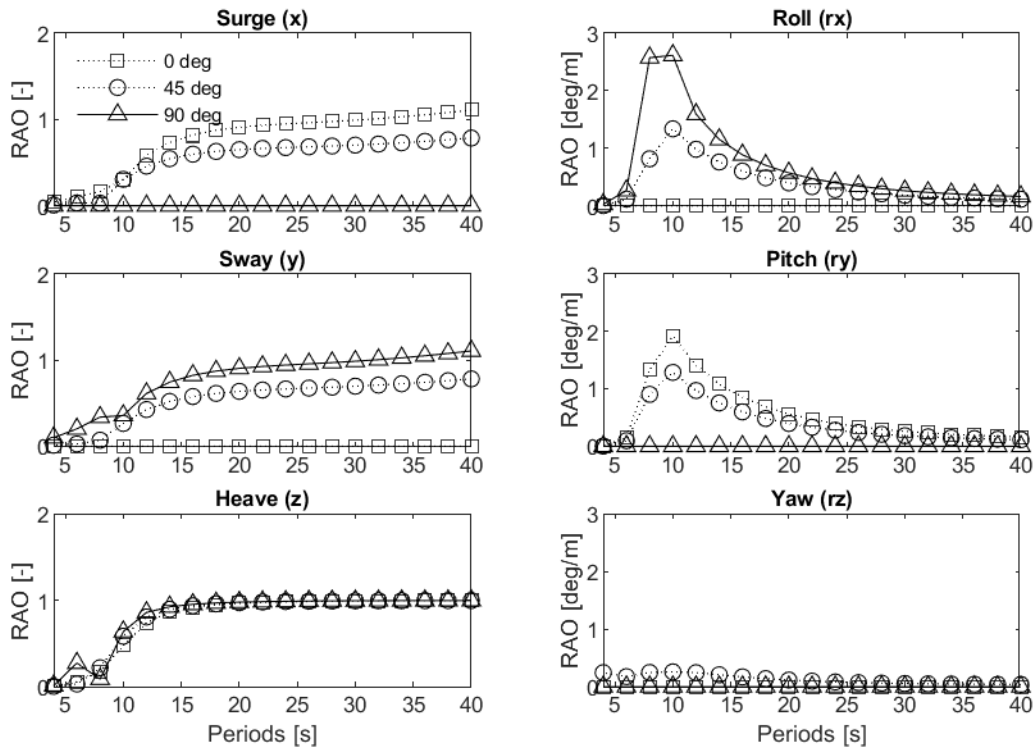 Surge (x)
2
1
0
RAO [-]
0 deg
45 deg
90 deg
5 10 15 20 25 30 35 40
Roll (rx)
3
2
1
0
RAO [deg/m]
5 10 15 20 25 30 35 40
Sway (y)
2
1
0
RAO [-]
5 10 15 20 25 30 35 40
Pitch (ry)
3
2
1
0
RAO [deg/m]
5 10 15 20 25 30 35 40
Heave (z)
2
1
0
RAO [-]
5 10 15 20 25 30 35 40
Periods [s]
Yaw (rz)
3
2
1
0
RAO [deg/m]
5 10 15 20 25 30 35 40
Periods [s]